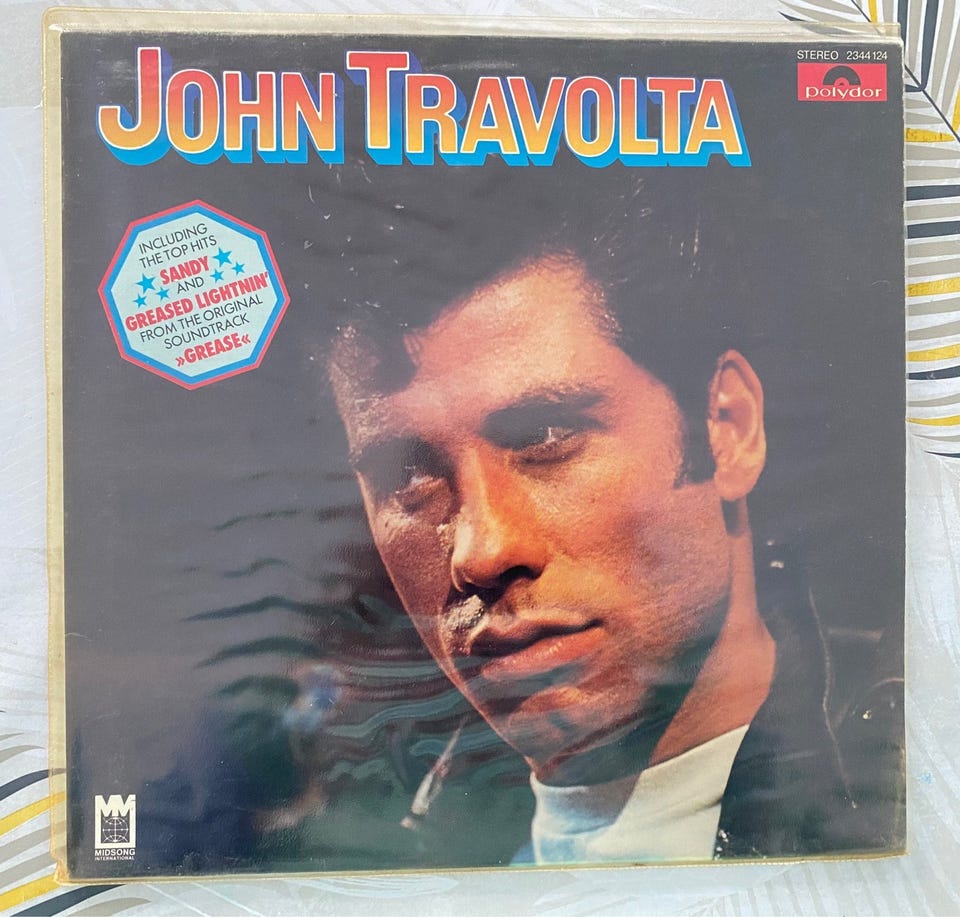 JOHN TRAVOLTA
STEREO 2344124
polydor
INCLUDING
THE TOP HITS
SANDY
AND
GREASED LIGHTNIN'
FROM THE ORIGINAL
SOUNDTRACK
»GREASE«
MM
MIDSONG
INTERNATIONAL